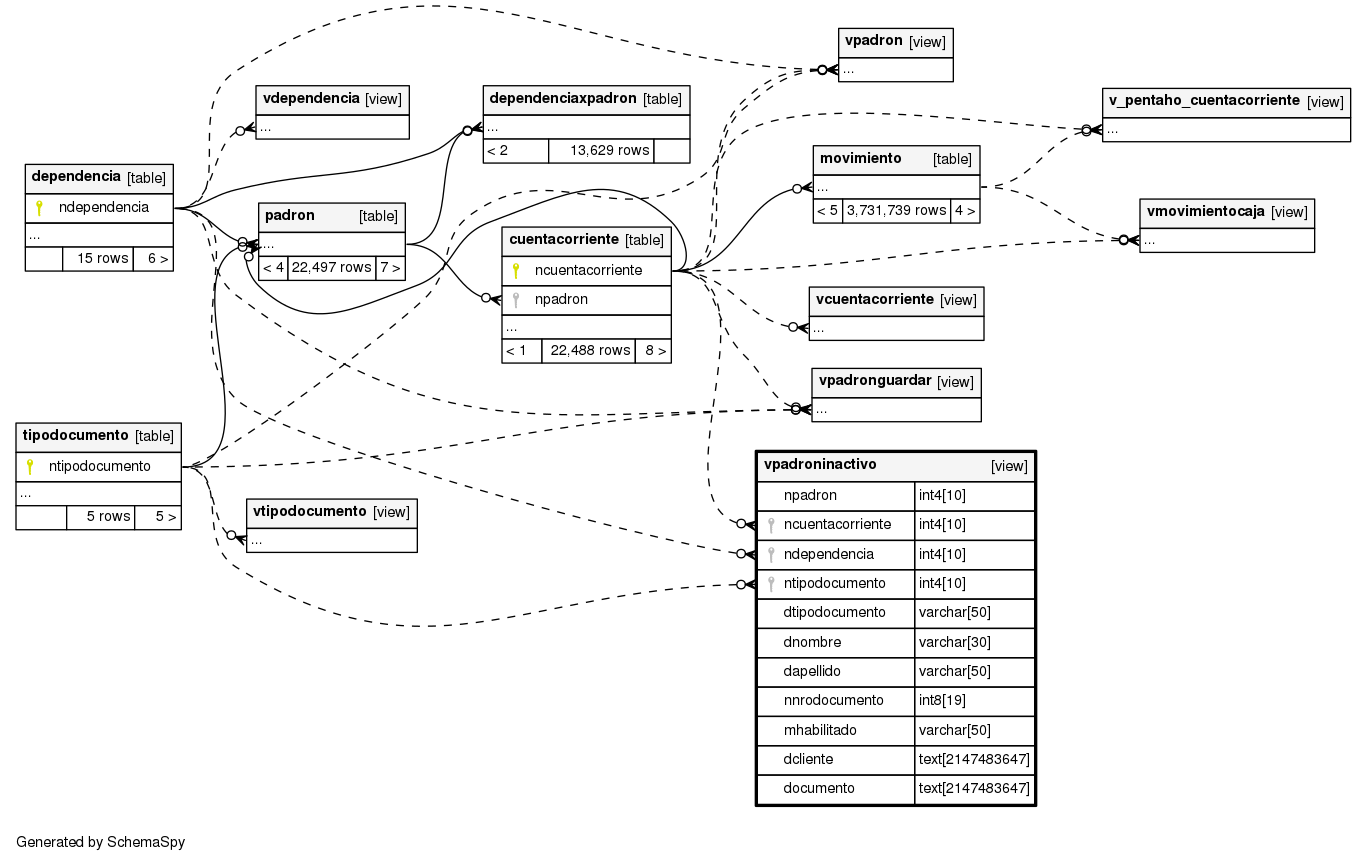 vpadron [view]
...
vdependencia [view]
...
dependenciaxpadron [table]
...
< 2 13,629 rows
v_pentaho_cuentacorriente [view]
...
dependencia [table]
ndependencia
...
15 rows 6 >
movimiento [table]
...
< 5 3,731,739 rows 4 >
padron [table]
...
< 4 22,497 rows 7 >
vmovimientocaja [view]
...
cuentacorriente [table]
ncuentacorriente
npadron
...
< 1 22,488 rows 8 >
vcuentacorriente [view]
...
vpadronguardar [view]
...
tipodocumento [table]
ntipodocumento
...
5 rows 5 >
vtipodocumento [view]
...
vpadroninactivo [view]
npadron int4[10]
ncuentacorriente int4[10]
ndependencia int4[10]
ntipodocumento int4[10]
dtipodocumento varchar[50]
dnombre varchar[30]
dapellido varchar[50]
nnrodocumento int8[19]
mhabilitado varchar[50]
dcliente text[2147483647]
documento text[2147483647]
Generated by SchemaSpy